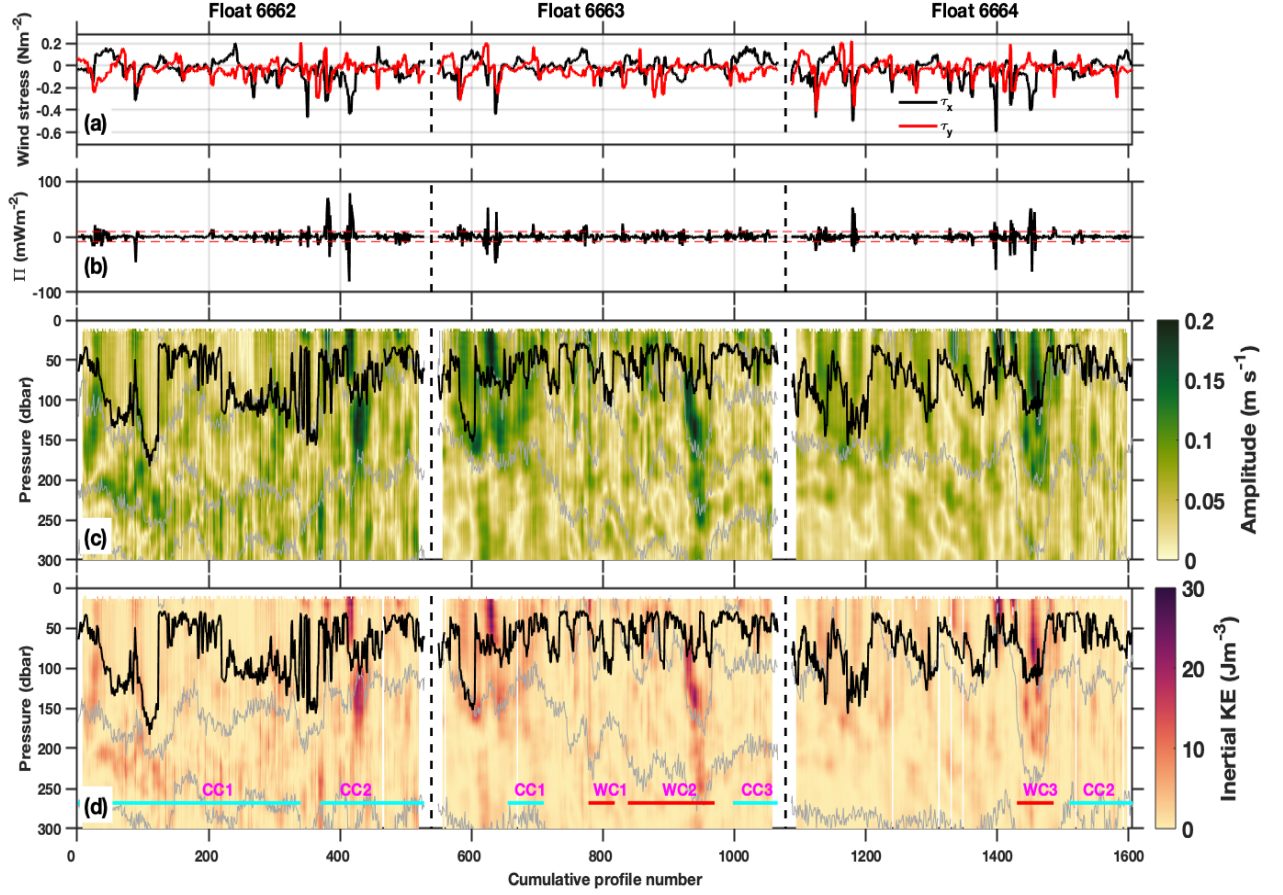 Float 6662 Float 6663 Float 6664
Wind stress (Nm-2)
0.2
0
-0.2
-0.4
-0.6
(a)
τx
τy
Π (mWm-2)
100
0
-100
(b)
Pressure (dbar)
0
50
100
150
200
250
300
(c)
0.2
0.15
0.1
0.05
0
Amplitude (m s-1)
Pressure (dbar)
0
50
100
150
200
250
300
(d)
CC1 CC2 CC1 WC1 WC2 CC3 WC3 CC2
30
20
10
0
Inertial KE (Jm-3)
0 200 400 600 800 1000 1200 1400 1600
Cumulative profile number